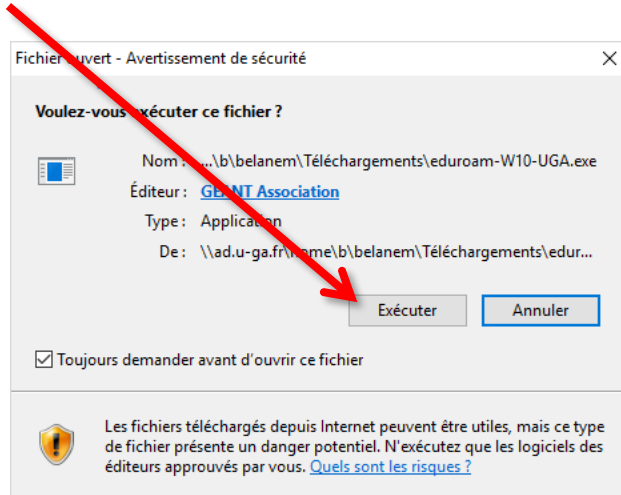 Fichier ouvert - Avertissement de sécurité
Voulez-vous exécuter ce fichier ?
Nom : ...\b\belanem\Téléchargements\eduroam-W10-UGA.exe
Éditeur : GEANT Association
Type : Application
De : \\ad.u-ga.fr\home\b\belanem\Téléchargements\edur...
Exécuter Annuler
Toujours demander avant d'ouvrir ce fichier
Les fichiers téléchargés depuis Internet peuvent être utiles, mais ce type
de fichier présente un danger potentiel. N'exécutez que les logiciels des
éditeurs approuvés par vous. Quels sont les risques ?